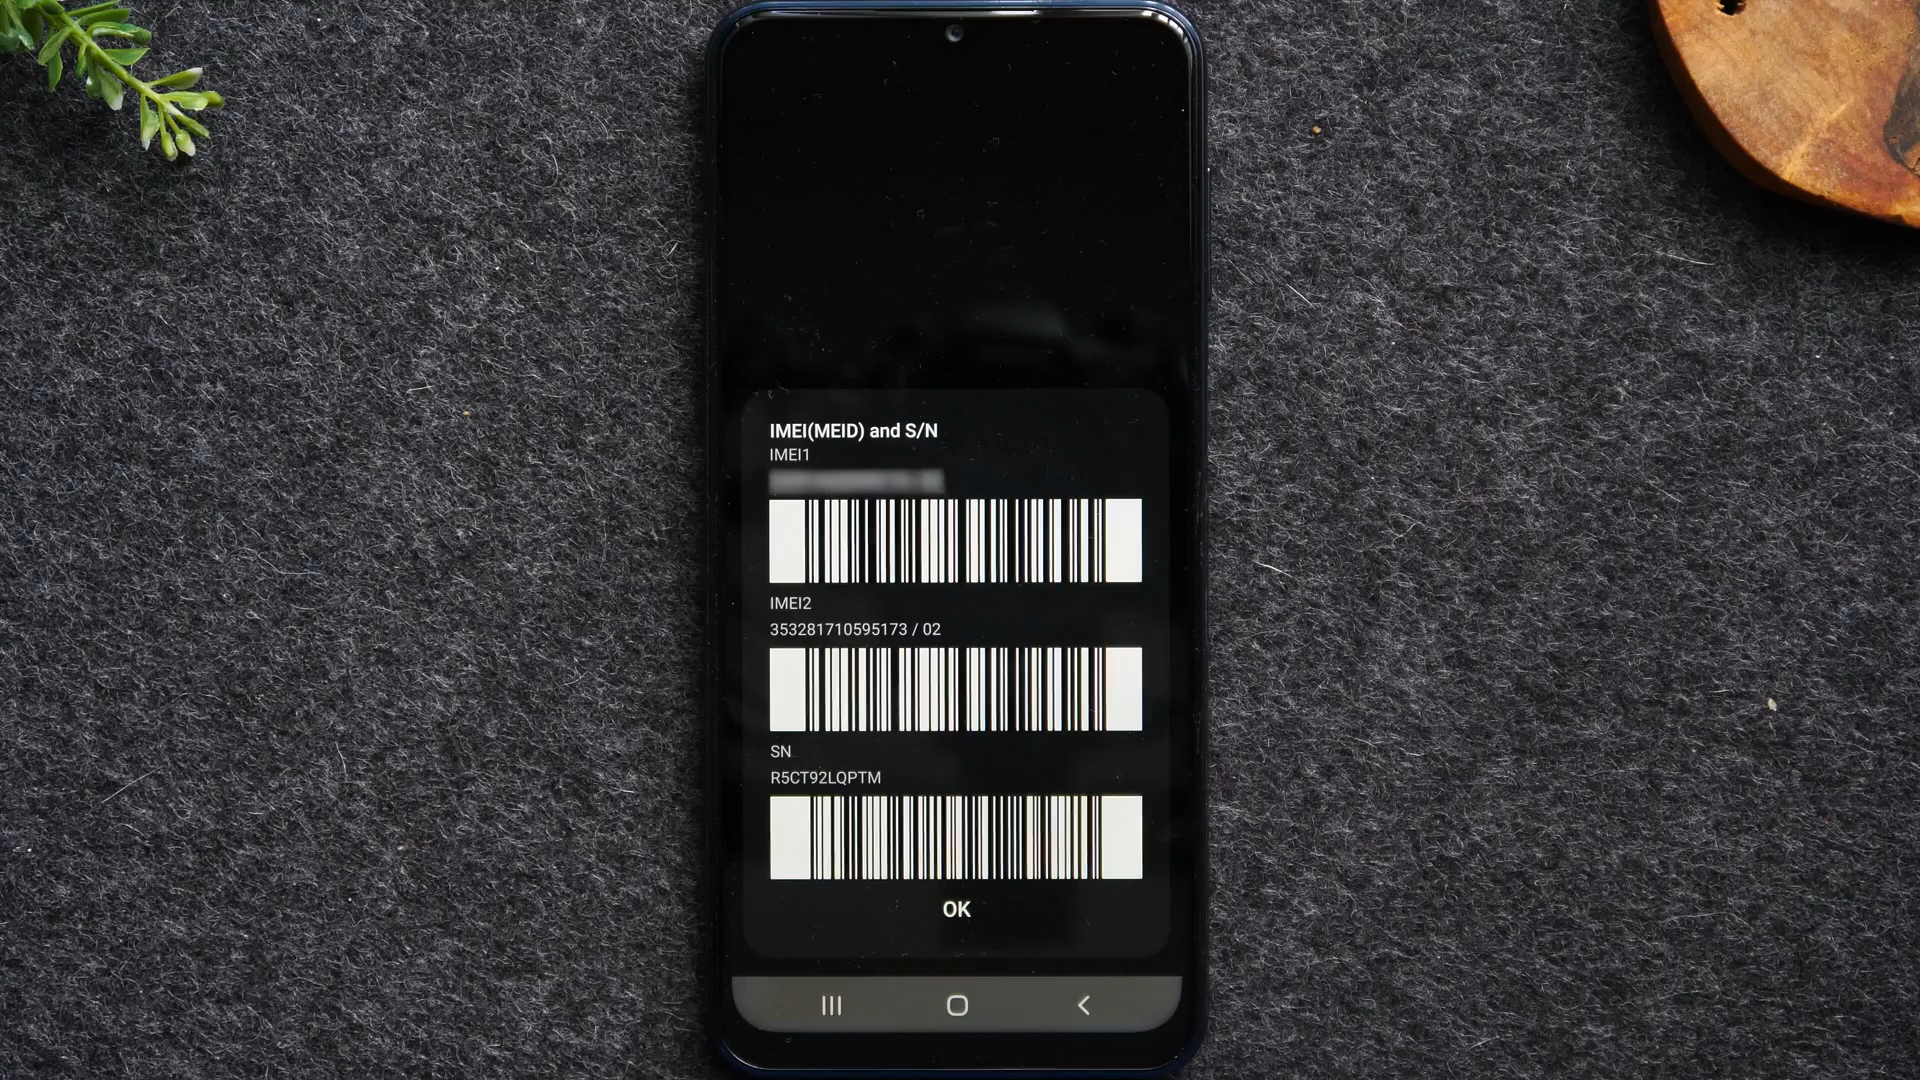 IMEI(MEID) and S/N
IMEI1
IMEI2
353281710595173 / 02
SN
R5CT92LQPTM
OK